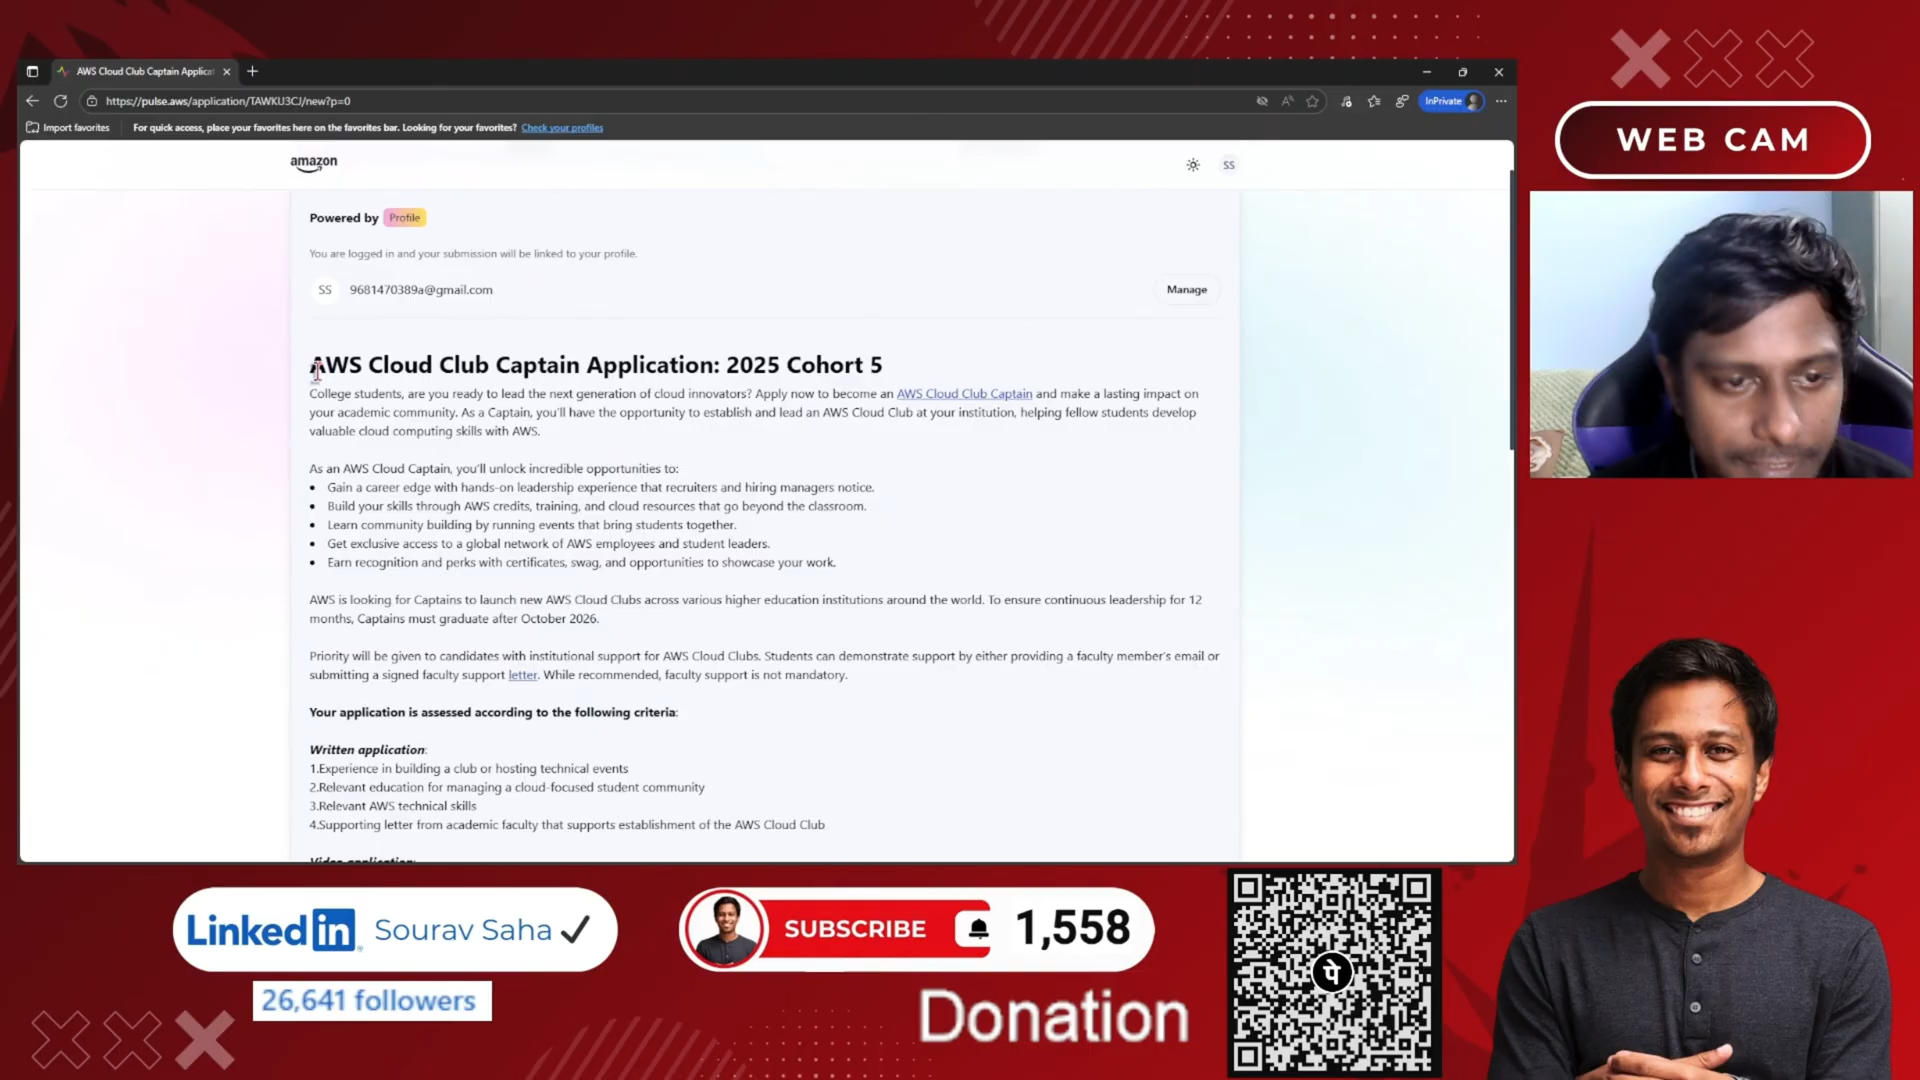 AWS Cloud Club Captain Applicat
https://pulse.aws/application/TAWKU3CJ/new?p=0
InPrivate
Import favorites
For quick access, place your favorites here on the favorites bar. Looking for your favorites? Check your profiles
amazon
SS
Powered by Profile
You are logged in and your submission will be linked to your profile.
SS 9681470389a@gmail.com
Manage
AWS Cloud Club Captain Application: 2025 Cohort 5
College students, are you ready to lead the next generation of cloud innovators? Apply now to become an AWS Cloud Club Captain and make a lasting impact on
your academic community. As a Captain, you'll have the opportunity to establish and lead an AWS Cloud Club at your institution, helping fellow students develop
valuable cloud computing skills with AWS.
As an AWS Cloud Captain, you'll unlock incredible opportunities to:
• Gain a career edge with hands-on leadership experience that recruiters and hiring managers notice.
• Build your skills through AWS credits, training, and cloud resources that go beyond the classroom.
• Learn community building by running events that bring students together.
• Get exclusive access to a global network of AWS employees and student leaders.
• Earn recognition and perks with certificates, swag, and opportunities to showcase your work.
AWS is looking for Captains to launch new AWS Cloud Clubs across various higher education institutions around the world. To ensure continuous leadership for 12
months, Captains must graduate after October 2026.
Priority will be given to candidates with institutional support for AWS Cloud Clubs. Students can demonstrate support by either providing a faculty member's email or
submitting a signed faculty support letter. While recommended, faculty support is not mandatory.
Your application is assessed according to the following criteria:
Written application:
1.Experience in building a club or hosting technical events
2.Relevant education for managing a cloud-focused student community
3.Relevant AWS technical skills
4.Supporting letter from academic faculty that supports establishment of the AWS Cloud Club
Video application:
WEB CAM
Linked in Sourav Saha
26,641 followers
SUBSCRIBE
1,558
Donation
पे